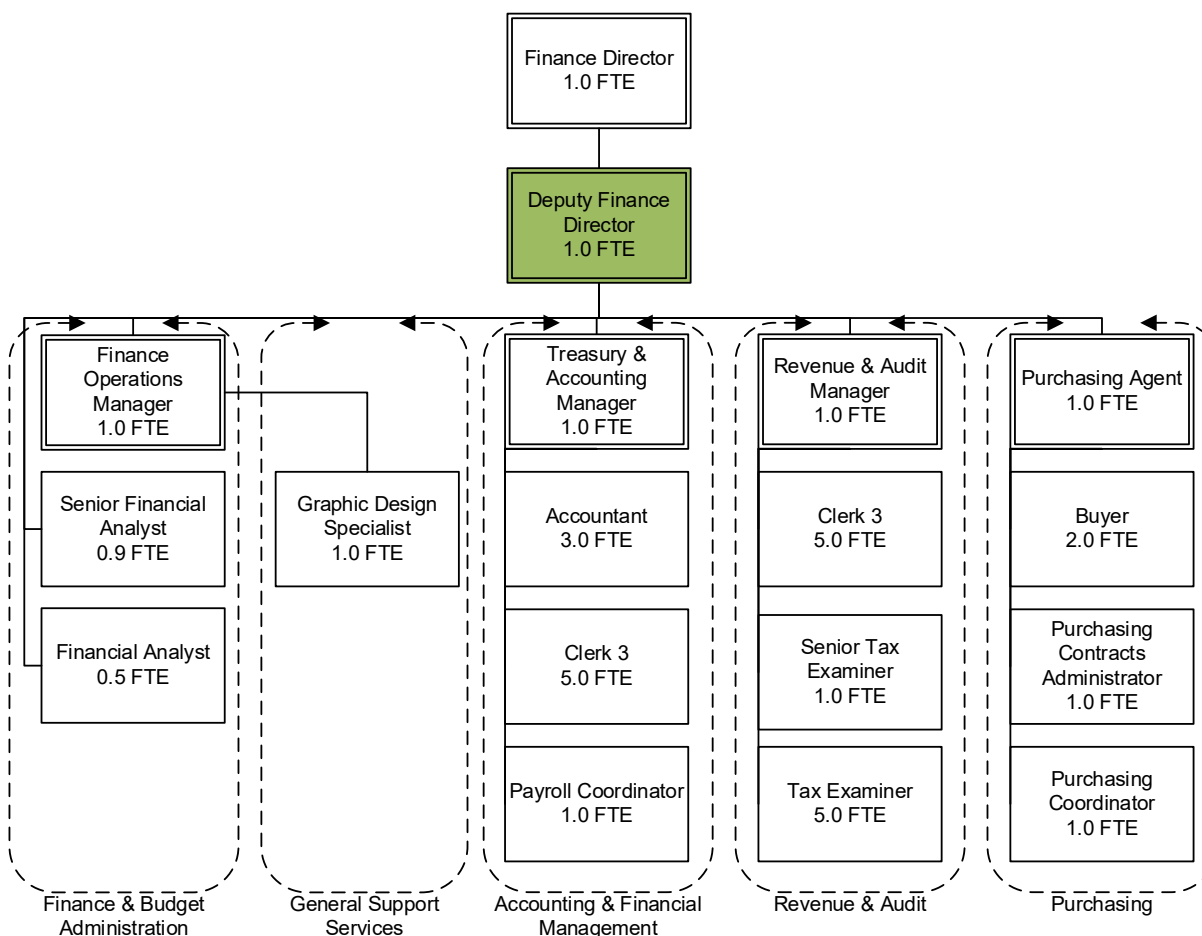 Finance Director
1.0 FTE
Deputy Finance
Director
1.0 FTE
Finance
Operations
Manager
1.0 FTE
Senior Financial
Analyst
0.9 FTE
Financial Analyst
0.5 FTE
Finance & Budget
Administration
Graphic Design
Specialist
1.0 FTE
General Support
Services
Treasury &
Accounting
Manager
1.0 FTE
Accountant
3.0 FTE
Clerk 3
5.0 FTE
Payroll Coordinator
1.0 FTE
Accounting & Financial
Management
Revenue & Audit
Manager
1.0 FTE
Clerk 3
5.0 FTE
Senior Tax
Examiner
1.0 FTE
Tax Examiner
5.0 FTE
Revenue & Audit
Purchasing Agent
1.0 FTE
Buyer
2.0 FTE
Purchasing
Contracts
Administrator
1.0 FTE
Purchasing
Coordinator
1.0 FTE
Purchasing